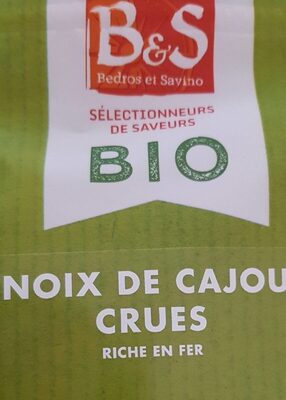 B&S
Bedros et Savino
SÉLECTIONNEURS
DE SAVEURS
BIO
NOIX DE CAJOU
CRUES
RICHE EN FER